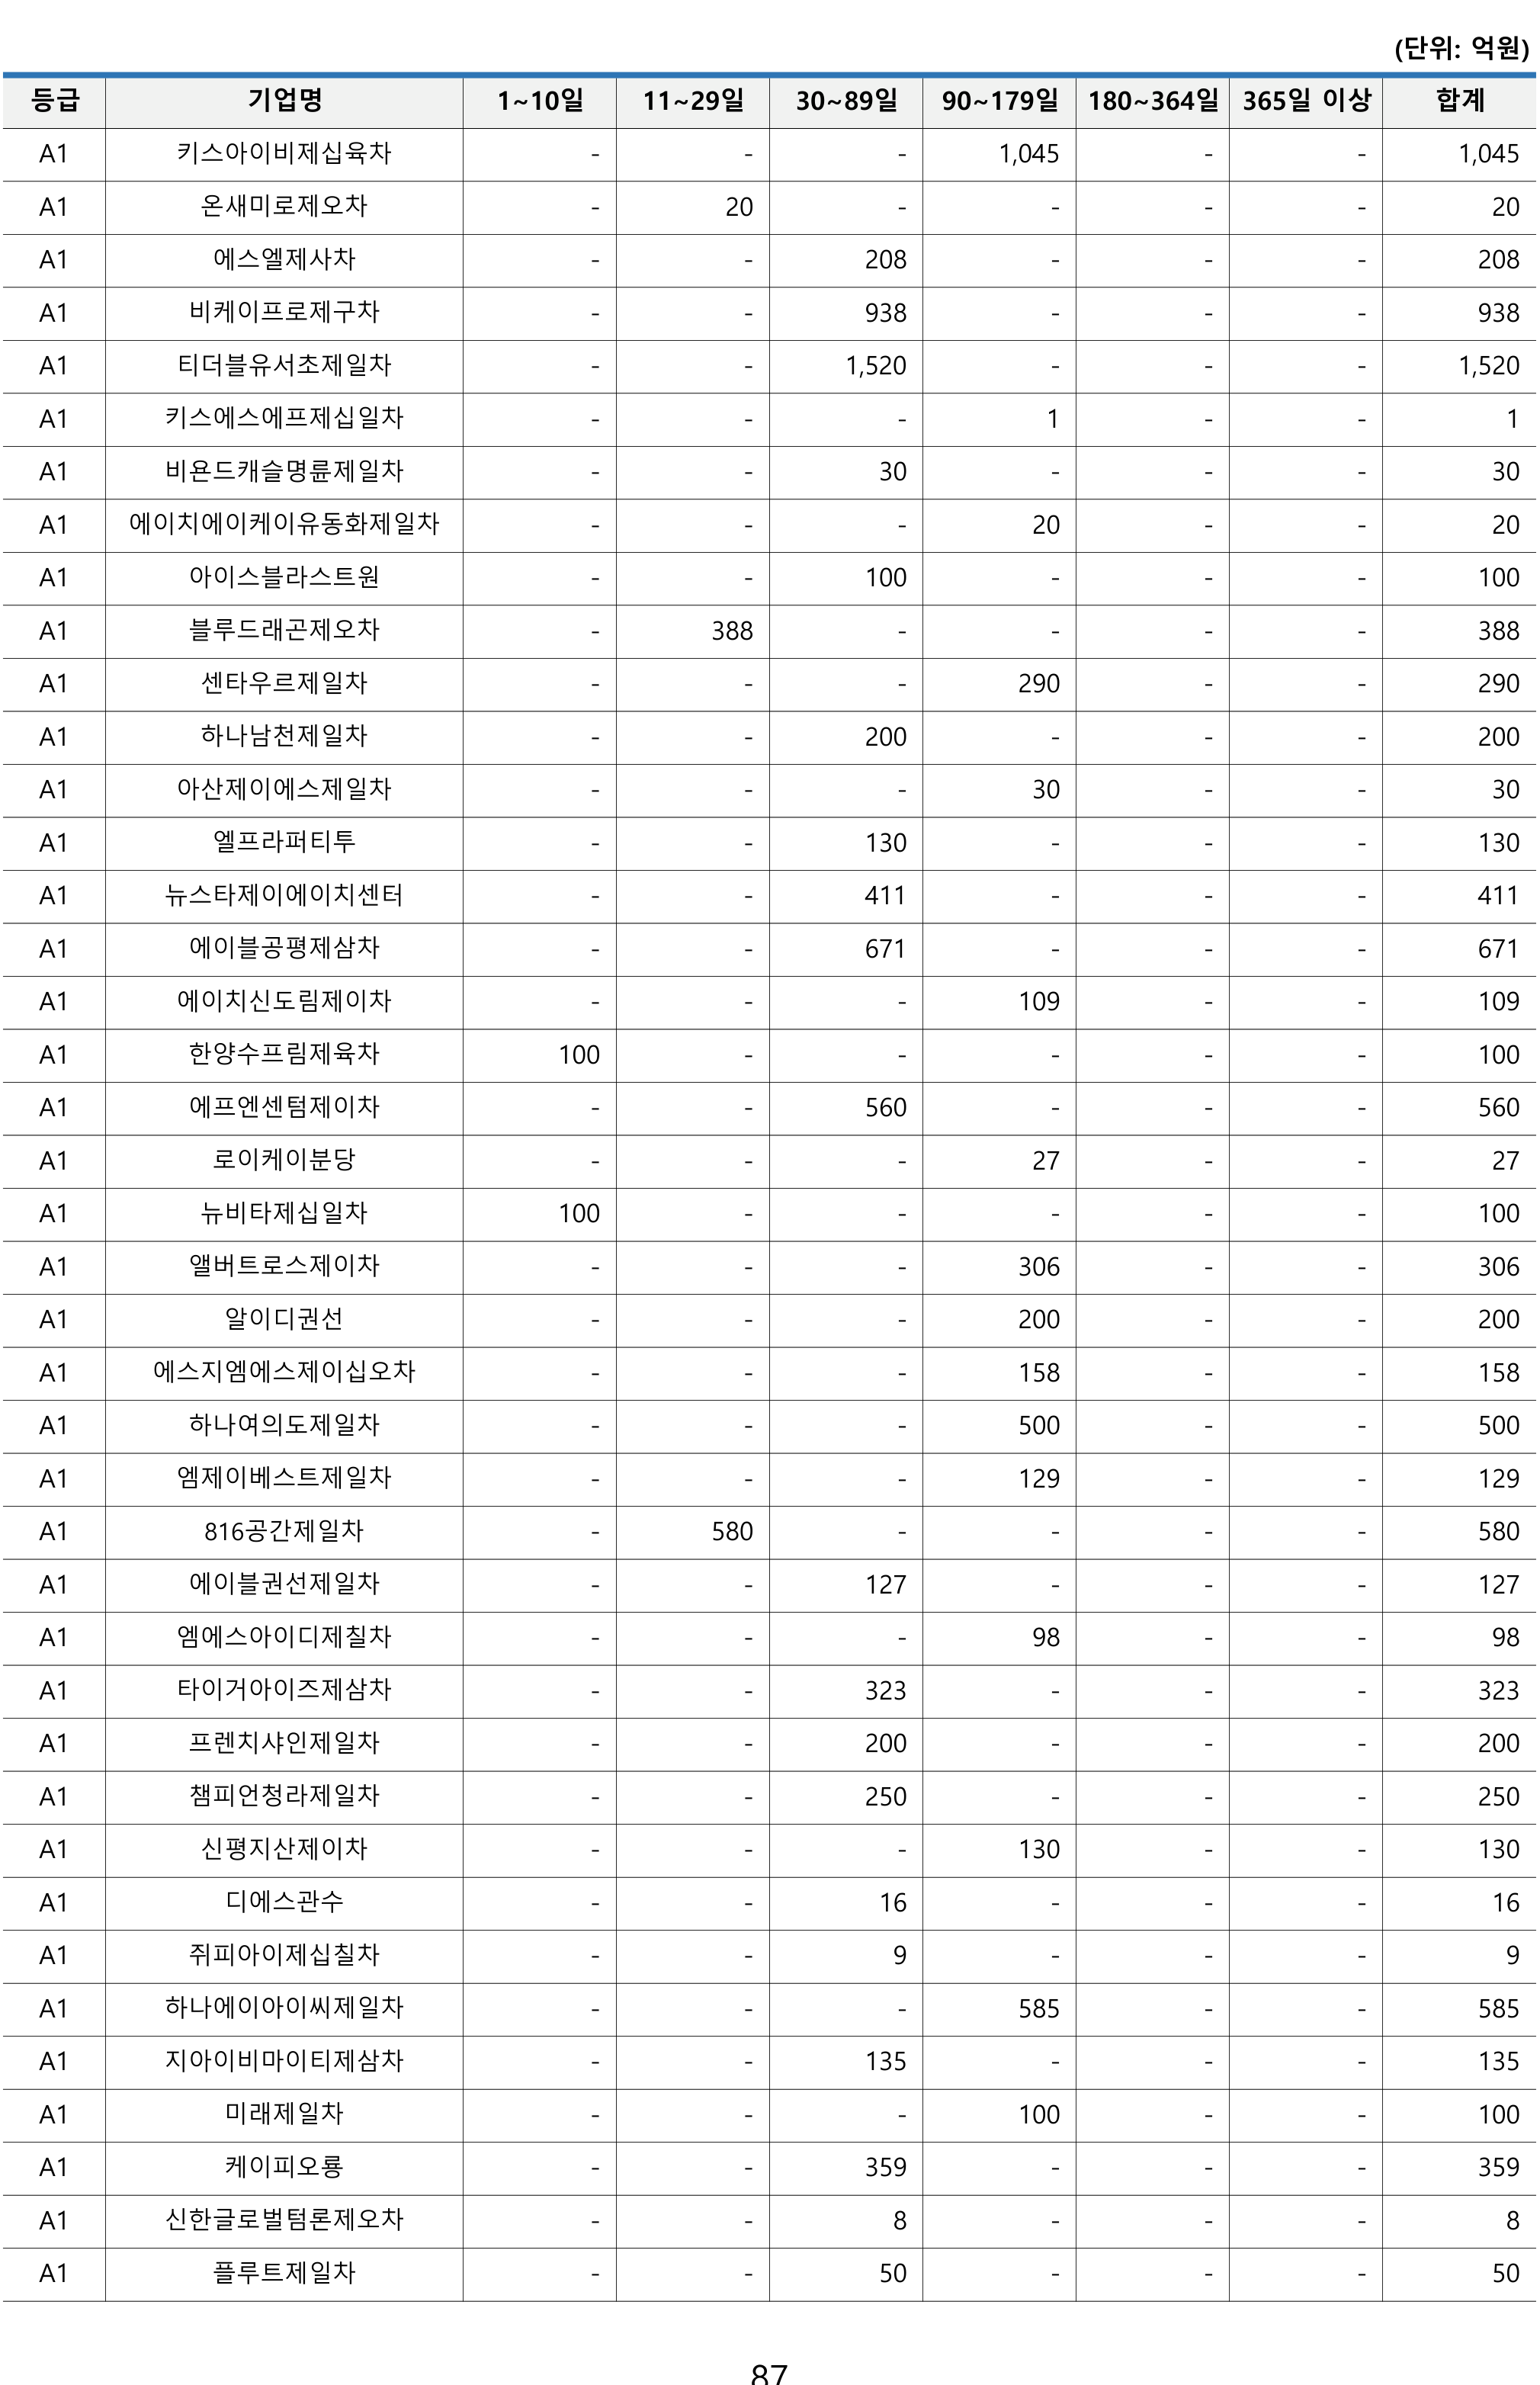 (단위: 억원)
등급 기업명 1~10일 11~29일 30~89일 90~179일 180~364일 365일 이상 합계
A1 키스아이비제십육차 - - - 1,045 - - 1,045
A1 온새미로제오차 - 20 - - - - 20
A1 에스엘제사차 - - 208 - - - 208
A1 비케이프로제구차 - - 938 - - - 938
A1 티더블유서초제일차 - - 1,520 - - - 1,520
A1 키스에스에프제십일차 - - - 1 - - 1
A1 비욘드캐슬명륜제일차 - - 30 - - - 30
A1 에이치에이케이유동화제일차 - - - 20 - - 20
A1 아이스블라스트원 - - 100 - - - 100
A1 블루드래곤제오차 - 388 - - - - 388
A1 센타우르제일차 - - - 290 - - 290
A1 하나남천제일차 - - 200 - - - 200
A1 아산제이에스제일차 - - - 30 - - 30
A1 엘프라퍼티투 - - 130 - - - 130
A1 뉴스타제이에이치센터 - - 411 - - - 411
A1 에이블공평제삼차 - - 671 - - - 671
A1 에이치신도림제이차 - - - 109 - - 109
A1 한양수프림제육차 100 - - - - - 100
A1 에프엔센텀제이차 - - 560 - - - 560
A1 로이케이분당 - - - 27 - - 27
A1 뉴비타제십일차 100 - - - - - 100
A1 앨버트로스제이차 - - - 306 - - 306
A1 알이디권선 - - - 200 - - 200
A1 에스지엠에스제이십오차 - - - 158 - - 158
A1 하나여의도제일차 - - - 500 - - 500
A1 엠제이베스트제일차 - - - 129 - - 129
A1 816공간제일차 - 580 - - - - 580
A1 에이블권선제일차 - - 127 - - - 127
A1 엠에스아이디제칠차 - - - 98 - - 98
A1 타이거아이즈제삼차 - - 323 - - - 323
A1 프렌치샤인제일차 - - 200 - - - 200
A1 챔피언청라제일차 - - 250 - - - 250
A1 신평지산제이차 - - - 130 - - 130
A1 디에스관수 - - 16 - - - 16
A1 쥐피아이제십칠차 - - 9 - - - 9
A1 하나에이아이씨제일차 - - - 585 - - 585
A1 지아이비마이티제삼차 - - 135 - - - 135
A1 미래제일차 - - - 100 - - 100
A1 케이피오룡 - - 359 - - - 359
A1 신한글로벌텀론제오차 - - 8 - - - 8
A1 플루트제일차 - - 50 - - - 50
87